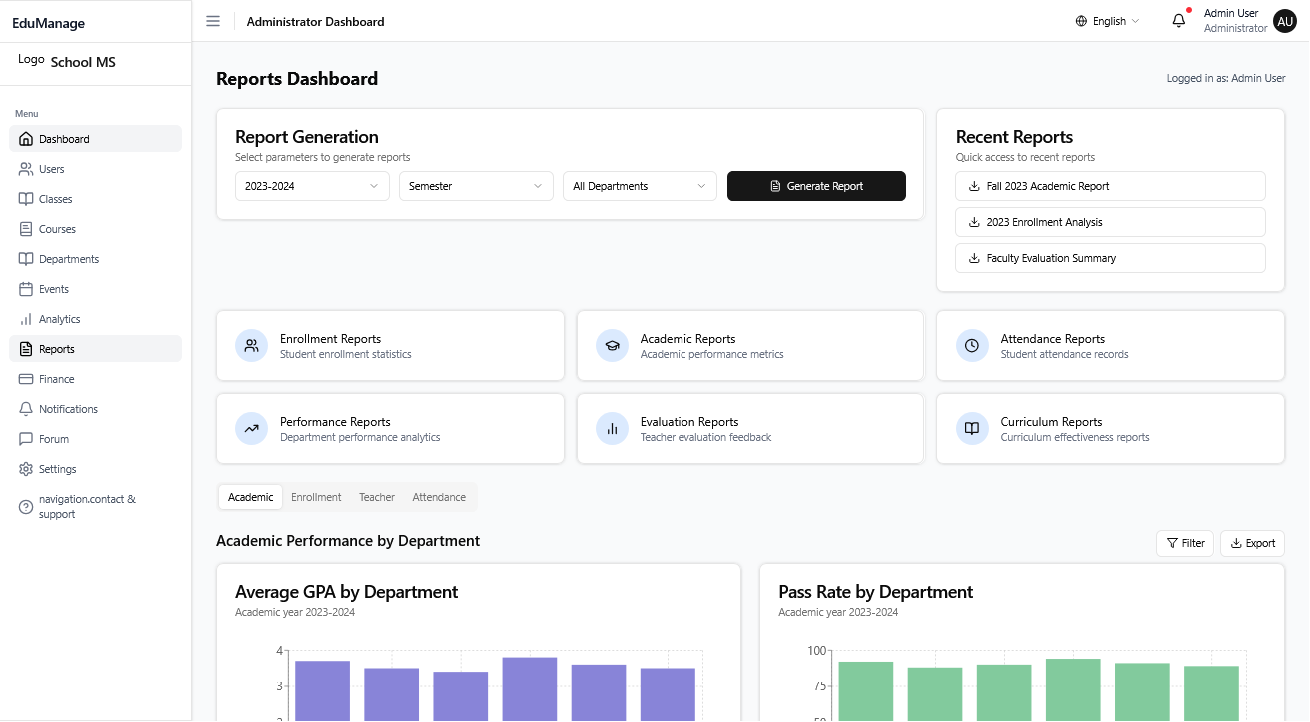 EduManage
Logo School MS
Menu
Dashboard
Users
Classes
Courses
Departments
Events
Analytics
Reports
Finance
Notifications
Forum
Settings
navigation.contact &
support
Administrator Dashboard
English
Admin User
Administrator
AU
Reports Dashboard
Logged in as: Admin User
Report Generation
Select parameters to generate reports
2023-2024
Semester
All Departments
Generate Report
Recent Reports
Quick access to recent reports
Fall 2023 Academic Report
2023 Enrollment Analysis
Faculty Evaluation Summary
Enrollment Reports
Student enrollment statistics
Academic Reports
Academic performance metrics
Attendance Reports
Student attendance records
Performance Reports
Department performance analytics
Evaluation Reports
Teacher evaluation feedback
Curriculum Reports
Curriculum effectiveness reports
Academic Enrollment Teacher Attendance
Academic Performance by Department
Filter
Export
Average GPA by Department
Academic year 2023-2024
4
3
Pass Rate by Department
Academic year 2023-2024
100
75